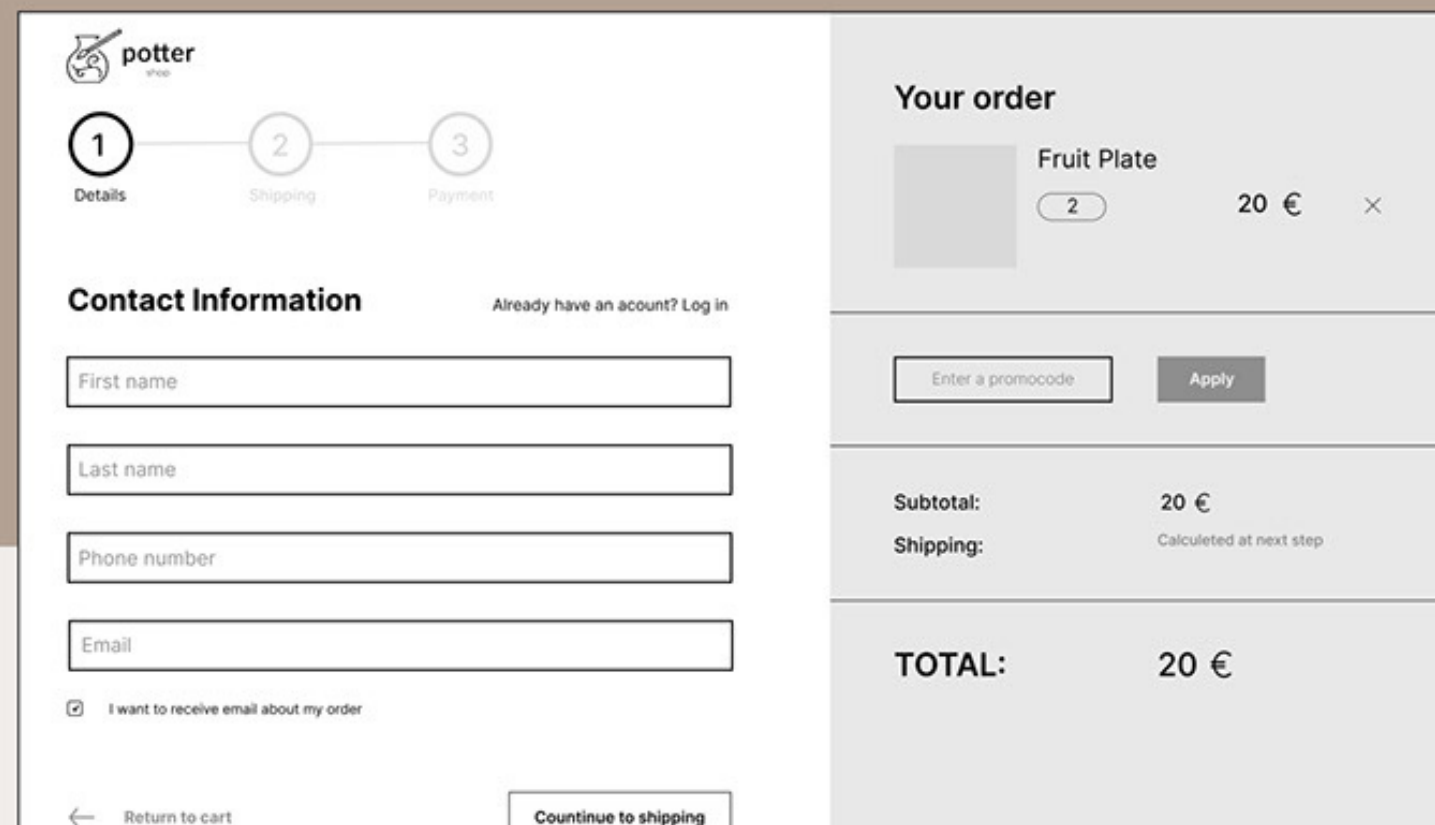 potter
shop
1
2
3
Details
Shipping
Payment
Contact Information
Already have an acount? Log in
First name
Last name
Phone number
Email
I want to receive email about my order
Return to cart
Countinue to shipping
Your order
Fruit Plate
2
20 €
Enter a promocode
Apply
Subtotal:
20 €
Shipping:
Calculeted at next step
TOTAL:
20 €